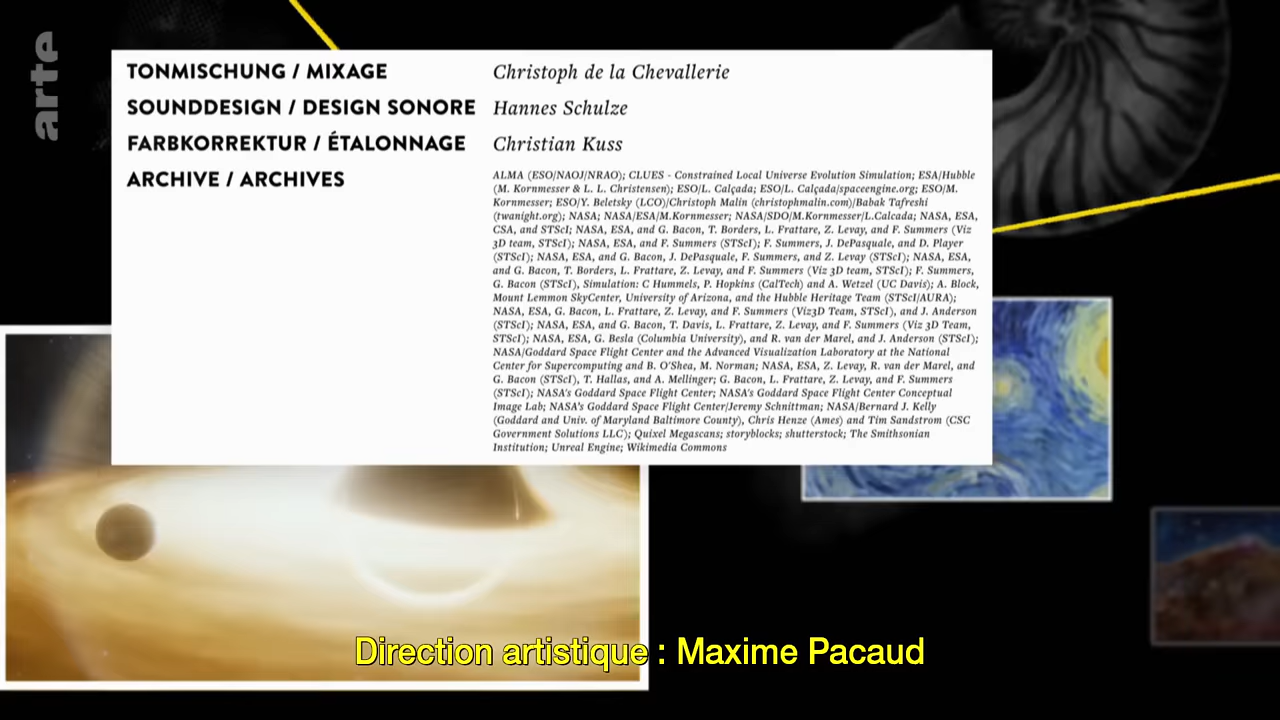 arte
TONMISCHUNG / MIXAGE Christoph de la Chevallerie
SOUNDDESIGN / DESIGN SONORE Hannes Schulze
FARBKORREKTUR / ÉTALONNAGE Christian Kuss
ARCHIVE / ARCHIVES
ALMA (ESO/NAOJ/NRAO); CLUES - Constrained Local Universe Evolution Simulation; ESA/Hubble
(M. Kornmesser & L. L. Christensen); ESO/L. Calçada; ESO/L. Calçada/spaceengine.org; ESO/M.
Kornmesser; ESO/Y. Beletsky (LCO)/Christoph Malin (christophmalin.com)/Babak Tafreshi
(twanight.org); NASA; NASA/ESA/M.Kornmesser; NASA/SDO/M.Kornmesser/L.Calcada; NASA, ESA,
CSA, and STScI; NASA, ESA, and G. Bacon, T. Borders, L. Frattare, Z. Levay, and F. Summers (Viz
3D team, STScI); NASA, ESA, and F. Summers (STScI); F. Summers, J. DePasquale, and D. Player
(STScI); NASA, ESA, and G. Bacon, J. DePasquale, F. Summers, and Z. Levay (STScI); NASA, ESA,
and G. Bacon, T. Borders, L. Frattare, Z. Levay, and F. Summers (Viz 3D team, STScI); F. Summers,
G. Bacon (STScI), Simulation: C Hummels, P. Hopkins (CalTech) and A. Wetzel (UC Davis); A. Block,
Mount Lemmon SkyCenter, University of Arizona, and the Hubble Heritage Team (STScI/AURA);
NASA, ESA, G. Bacon, L. Frattare, Z. Levay, and F. Summers (Viz3D Team, STScI), and J. Anderson
(STScI); NASA, ESA, and G. Bacon, T. Davis, L. Frattare, Z. Levay, and F. Summers (Viz 3D Team,
STScI); NASA, ESA, G. Besla (Columbia University), and R. van der Marel, and J. Anderson (STScI);
NASA/Goddard Space Flight Center and the Advanced Visualization Laboratory at the National
Center for Supercomputing and B. O'Shea, M. Norman; NASA, ESA, Z. Levay, R. van der Marel, and
G. Bacon (STScI), T. Hallas, and A. Mellinger; G. Bacon, L. Frattare, Z. Levay, and F. Summers
(STScI); NASA's Goddard Space Flight Center; NASA's Goddard Space Flight Center Conceptual
Image Lab; NASA's Goddard Space Flight Center/Jeremy Schnittman; NASA/Bernard J. Kelly
(Goddard and Univ. of Maryland Baltimore County), Chris Henze (Ames) and Tim Sandstrom (CSC
Government Solutions LLC); Quixel Megascans; storyblocks; shutterstock; The Smithsonian
Institution; Unreal Engine; Wikimedia Commons
Direction artistique : Maxime Pacaud